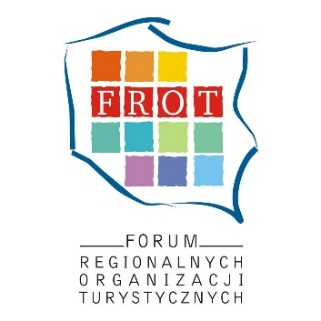 FROT
FORUM
REGIONALNYCH
ORGANIZACJI
TURYSTYCZNYCH